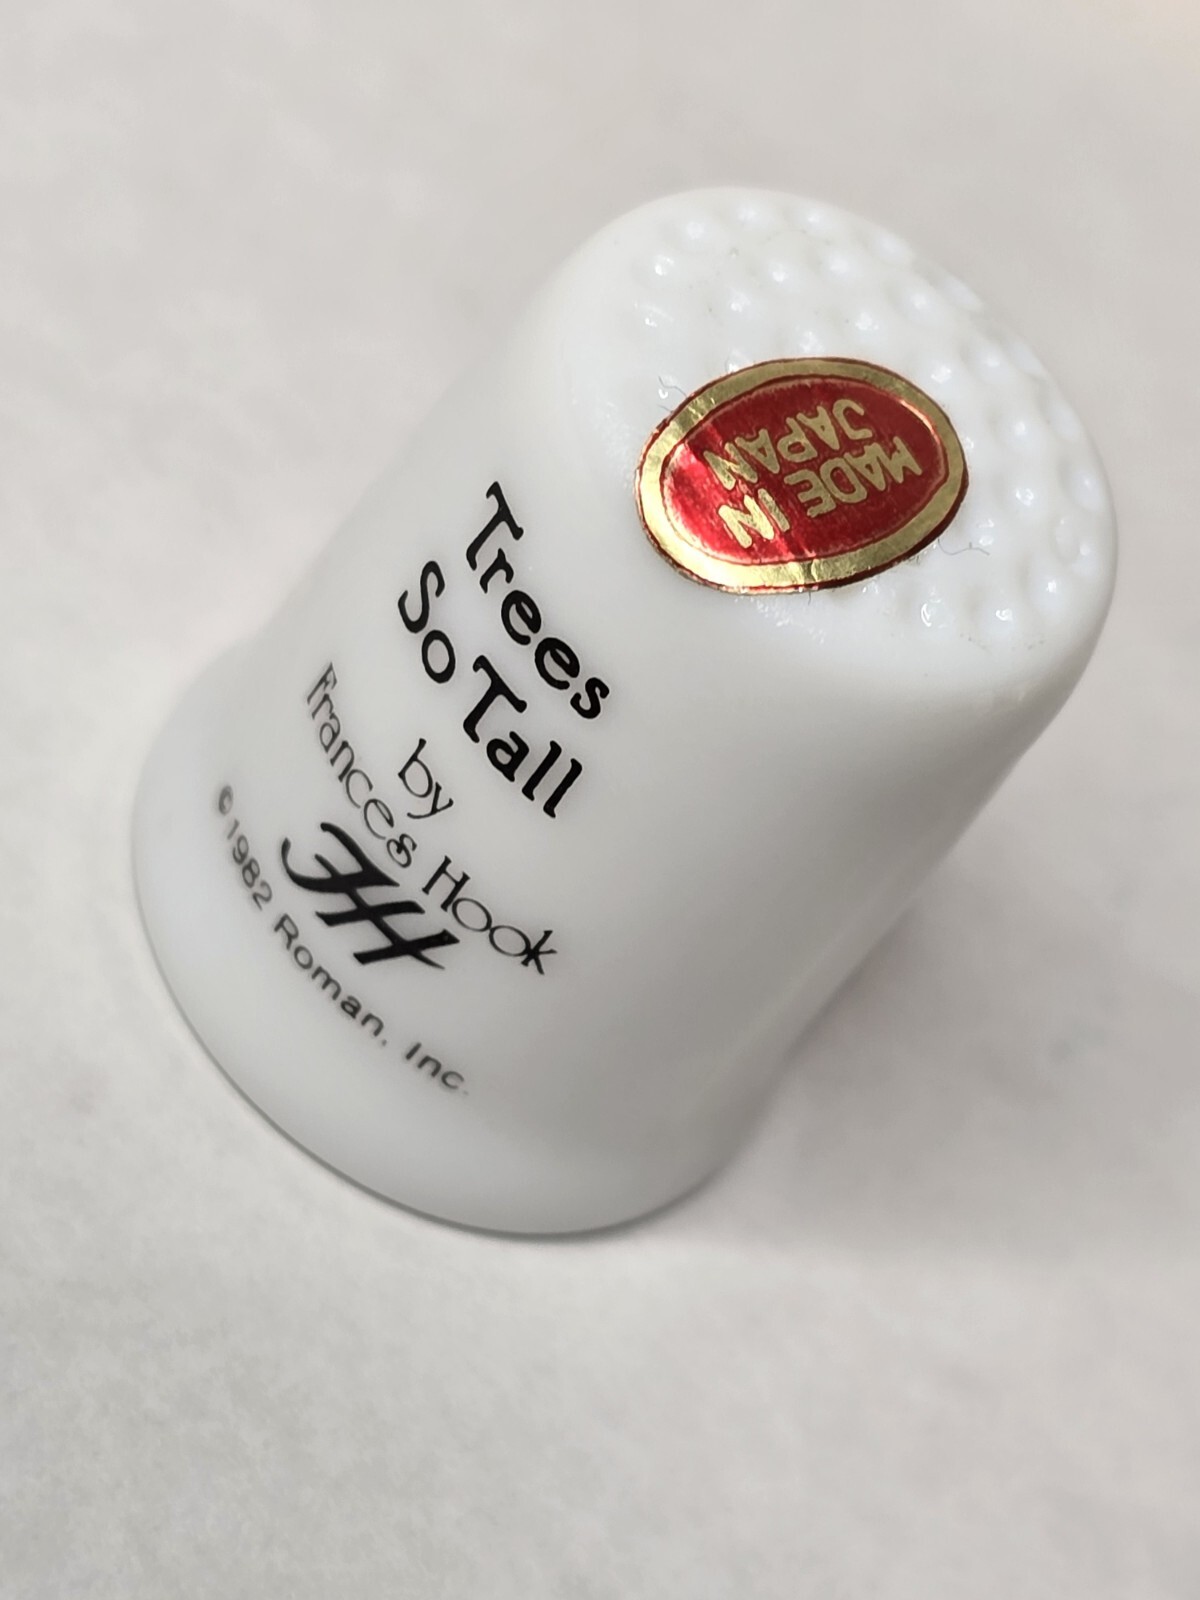 MADE IN
JAPAN
Trees
So Tall
by
Frances Hook
FH
©1982 Roman, Inc.